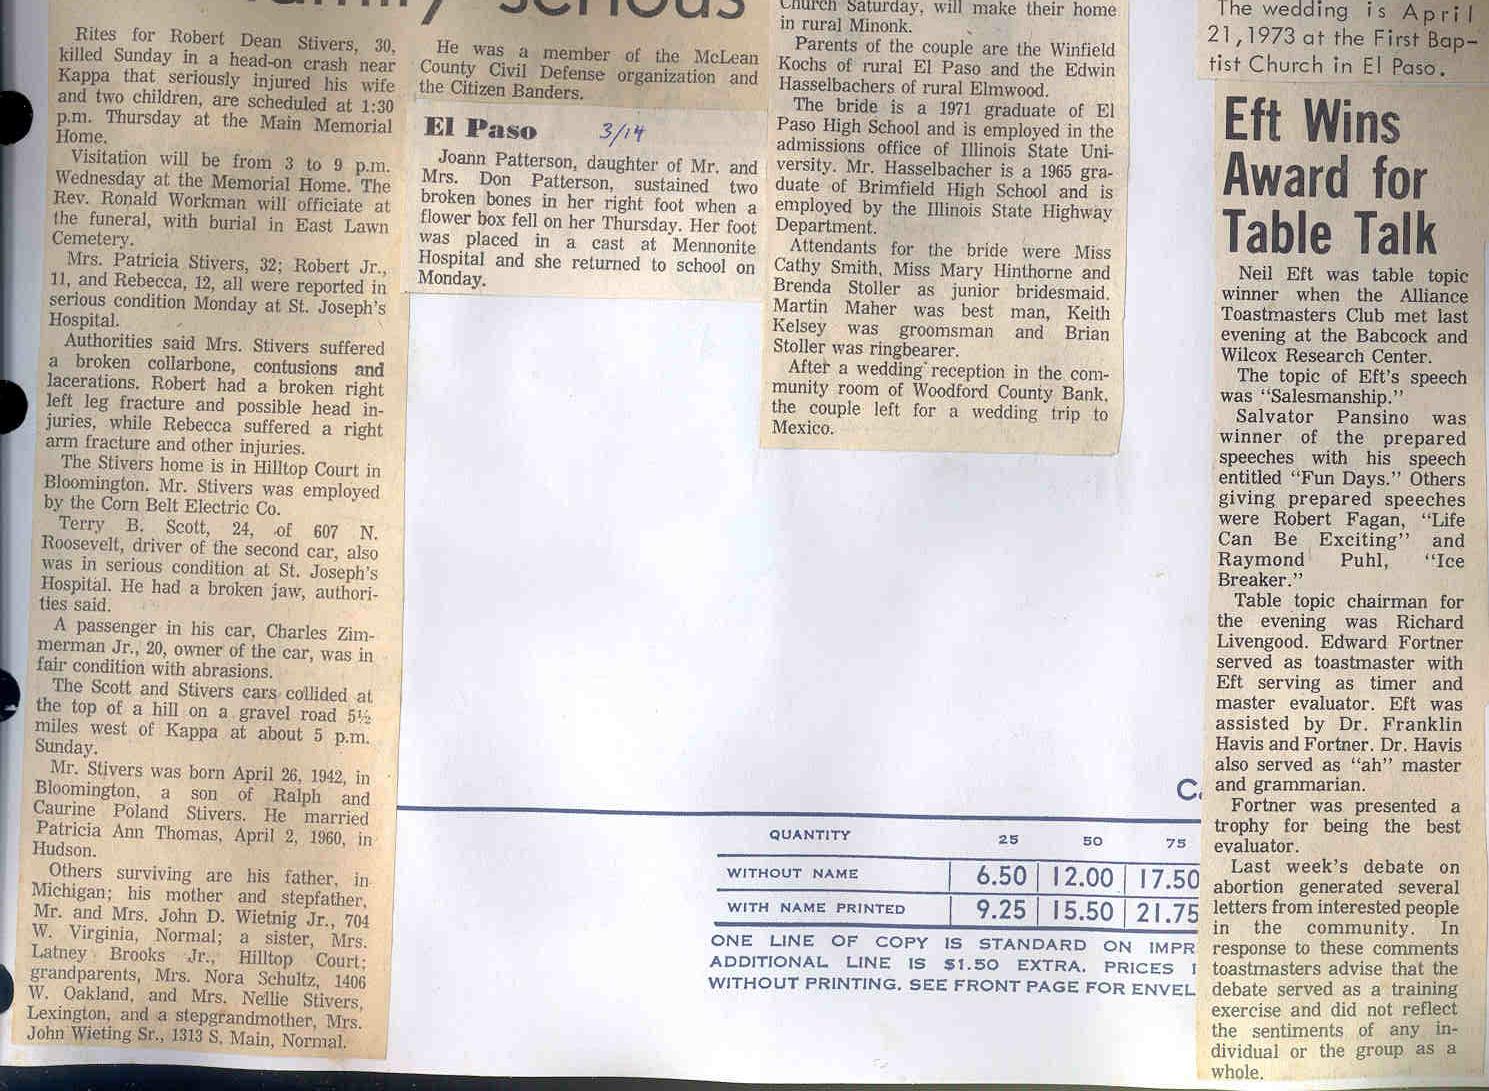 family serious
Rites for Robert Dean Stivers, 30,
killed Sunday in a head-on crash near
Kappa that seriously injured his wife
and two children, are scheduled at 1:30
p.m. Thursday at the Main Memorial
Home.
Visitation will be from 3 to 9 p.m.
Wednesday at the Memorial Home. The
Rev. Ronald Workman will officiate at
the funeral, with burial in East Lawn
Cemetery.
Mrs. Patricia Stivers, 32; Robert Jr.,
11, and Rebecca, 12, all were reported in
serious condition Monday at St. Joseph's
Hospital.
Authorities said Mrs. Stivers suffered
a broken collarbone, contusions and
lacerations. Robert had a broken right
left leg fracture and possible head in-
juries, while Rebecca suffered a right
arm fracture and other injuries.
The Stivers home is in Hilltop Court in
Bloomington. Mr. Stivers was employed
by the Corn Belt Electric Co.
Terry B. Scott, 24, of 607 N.
Roosevelt, driver of the second car, also
was in serious condition at St. Joseph's
Hospital. He had a broken jaw, authori-
ties said.
A passenger in his car, Charles Zim-
merman Jr., 20, owner of the car, was in
fair condition with abrasions.
The Scott and Stivers cars collided at
the top of a hill on a gravel road 5½
miles west of Kappa at about 5 p.m.
Sunday.
Mr. Stivers was born April 26, 1942, in
Bloomington, a son of Ralph and
Caurine Poland Stivers. He married
Patricia Ann Thomas, April 2, 1960, in
Hudson.
Others surviving are his father, in
Michigan; his mother and stepfather,
Mr. and Mrs. John D. Wietnig Jr., 704
W. Virginia, Normal; a sister, Mrs.
Latney Brooks Jr., Hilltop Court;
grandparents, Mrs. Nora Schultz, 1406
W. Oakland, and Mrs. Nellie Stivers,
Lexington, and a stepgrandmother, Mrs.
John Wieting Sr., 1313 S. Main, Normal.
He was a member of the McLean
County Civil Defense organization and
the Citizen Banders.
El Paso 3/14
Joann Patterson, daughter of Mr. and
Mrs. Don Patterson, sustained two
broken bones in her right foot when a
flower box fell on her Thursday. Her foot
was placed in a cast at Mennonite
Hospital and she returned to school on
Monday.
Church Saturday, will make their home
in rural Minonk.
Parents of the couple are the Winfield
Kochs of rural El Paso and the Edwin
Hasselbachers of rural Elmwood.
The bride is a 1971 graduate of El
Paso High School and is employed in the
admissions office of Illinois State Uni-
versity. Mr. Hasselbacher is a 1965 gra-
duate of Brimfield High School and is
employed by the Illinois State Highway
Department.
Attendants for the bride were Miss
Cathy Smith, Miss Mary Hinthorne and
Brenda Stoller as junior bridesmaid.
Martin Maher was best man, Keith
Kelsey was groomsman and Brian
Stoller was ringbearer.
After a wedding reception in the com-
munity room of Woodford County Bank,
the couple left for a wedding trip to
Mexico.
QUANTITY 25 50 75
WITHOUT NAME 6.50 12.00 17.50
WITH NAME PRINTED 9.25 15.50 21.75
ONE LINE OF COPY IS STANDARD ON IMPR
ADDITIONAL LINE IS $1.50 EXTRA. PRICES
WITHOUT PRINTING. SEE FRONT PAGE FOR ENVEL
The wedding is April
21, 1973 at the First Bap-
tist Church in El Paso.
Eft Wins
Award for
Table Talk
Neil Eft was table topic
winner when the Alliance
Toastmasters Club met last
evening at the Babcock and
Wilcox Research Center.
The topic of Eft's speech
was "Salesmanship."
Salvator Pansino was
winner of the prepared
speeches with his speech
entitled "Fun Days." Others
giving prepared speeches
were Robert Fagan, "Life
Can Be Exciting" and
Raymond Puhl, "Ice
Breaker."
Table topic chairman for
the evening was Richard
Livengood. Edward Fortner
served as toastmaster with
Eft serving as timer and
master evaluator. Eft was
assisted by Dr. Franklin
Havis and Fortner. Dr. Havis
also served as "ah" master
and grammarian.
Fortner was presented a
trophy for being the best
evaluator.
Last week's debate on
abortion generated several
letters from interested people
in the community. In
response to these comments
toastmasters advise that the
debate served as a training
exercise and did not reflect
the sentiments of any in-
dividual or the group as a
whole.